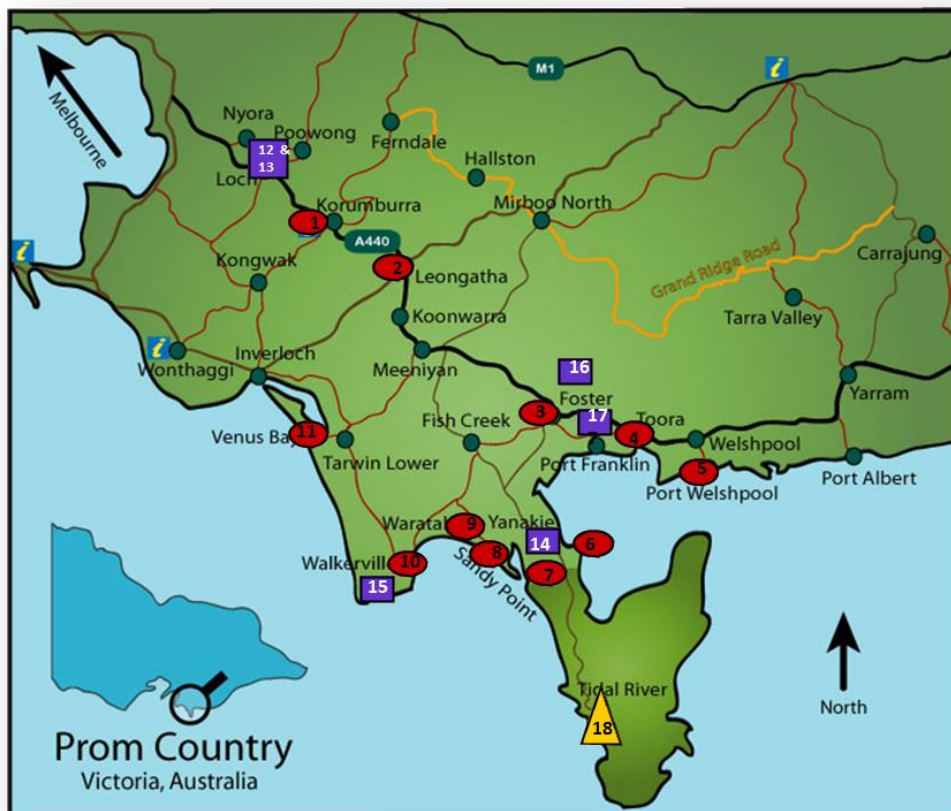 M1
Melbourne
Nyora
Poowong
12 &
13
Loch
Ferndale
Hallston
Mirboo North
Korumburra
1
A440
2
Leongatha
Kongwak
Koonwarra
Grand Ridge Road
Carrajung
Tarra Valley
i
i
i
Wonthaggi
Inverloch
Meeniyan
16
Foster
17
3
Toora
4
Yarram
Venus Bay
11
Tarwin Lower
Fish Creek
Port Franklin
Welshpool
5
Port Welshpool
Port Albert
Waratah
9
Yanakie
14
6
Walkerville
10
8
7
Sandy Point
15
Tidal River
18
North
Prom Country
Victoria, Australia